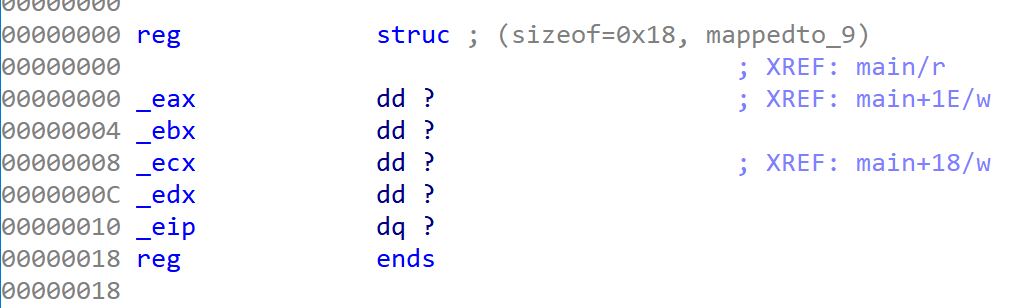 00000000
00000000 reg struc ; (sizeof=0x18, mappedto_9)
00000000 ; XREF: main/r
00000000 _eax dd ? ; XREF: main+1E/w
00000004 _ebx dd ?
00000008 _ecx dd ? ; XREF: main+18/w
0000000C _edx dd ?
00000010 _eip dq ?
00000018 reg ends
00000018